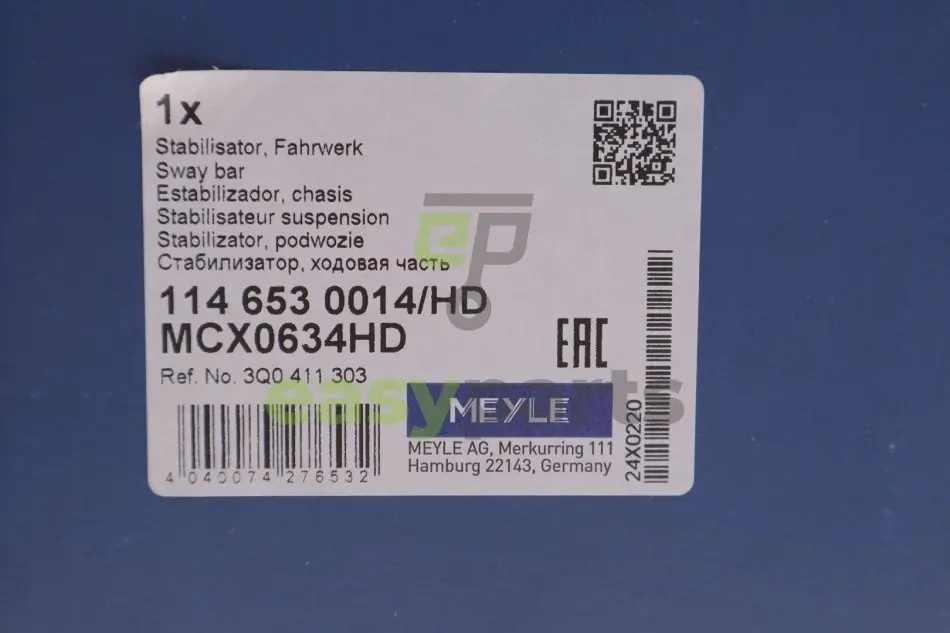 1x
Stabilisator, Fahrwerk
Sway bar
Estabilizador, chasis
Stabilisateur suspension
Stabilizator, podwozie
Стабилизатор, ходовая часть
114 653 0014/HD
MCX0634HD
Ref. No. 3Q0 411 303
EAC
ep
easyparts
MEYLE
MEYLE AG, Merkurring 111
Hamburg 22143, Germany
4 040074 276532
24X0220